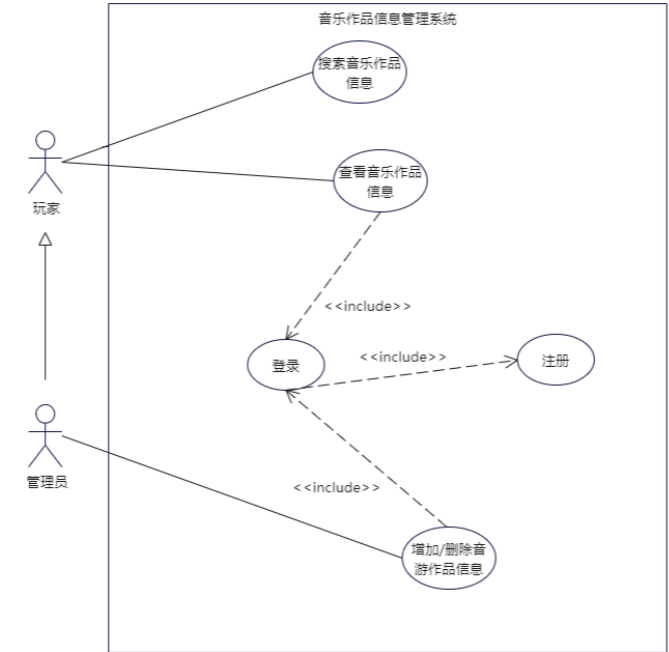 音乐作品信息管理系统
搜索音乐作品
信息
查看音乐作品
信息
玩家
<<include>>
登录
<<include>>
注册
管理员
<<include>>
增加/删除音
游作品信息